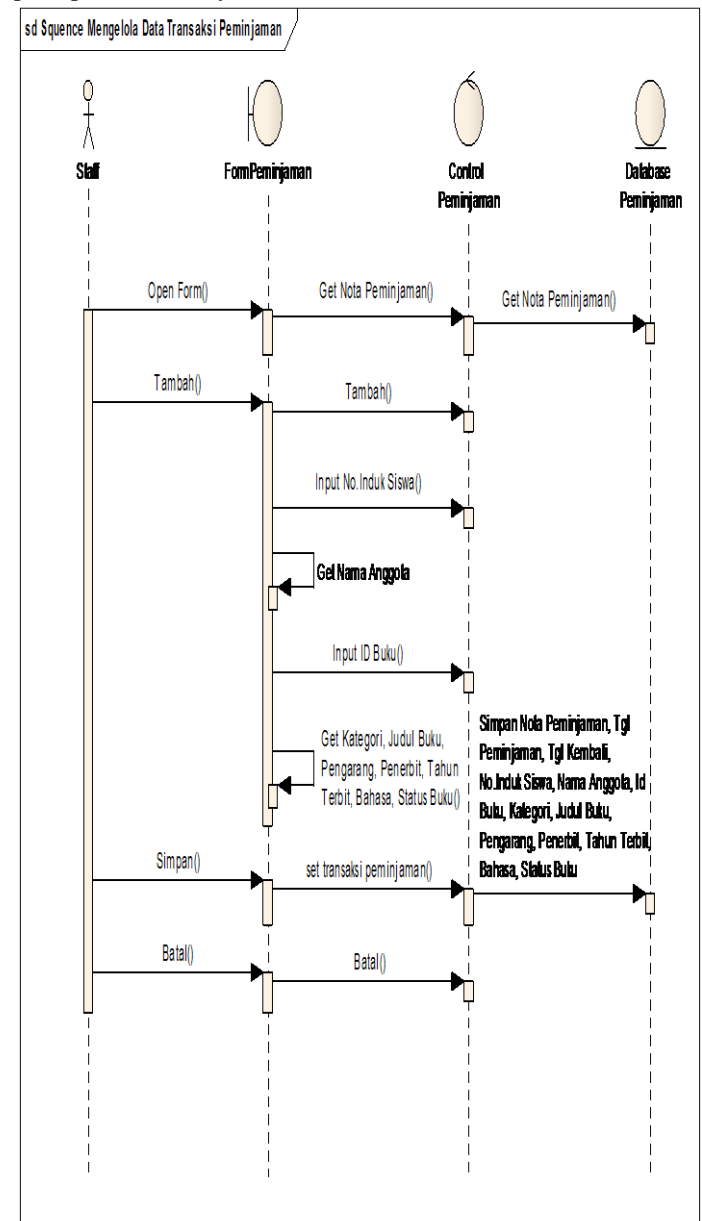 sd Squence Mengelola Data Transaksi Peminjaman
Staff
FormPeminjaman
Control
Peminjaman
Database
Peminjaman
Open Form()
Get Nota Peminjaman()
Get Nota Peminjaman()
Tambah()
Tambah()
Input No.Induk Siswa()
Get Nama Anggota
Input ID Buku()
Get Kategori, Judul Buku,
Pengarang, Penerbit, Tahun
Terbit, Bahasa, Status Buku()
Simpan Nota Peminjaman, Tgl
Peminjaman, Tgl Kembali,
No.Induk Siswa, Nama Anggota, Id
Buku, Kategori, Judul Buku,
Pengarang, Penerbit, Tahun Terbit,
Bahasa, Status Buku
Simpan()
set transaksi peminjaman()
Batal()
Batal()